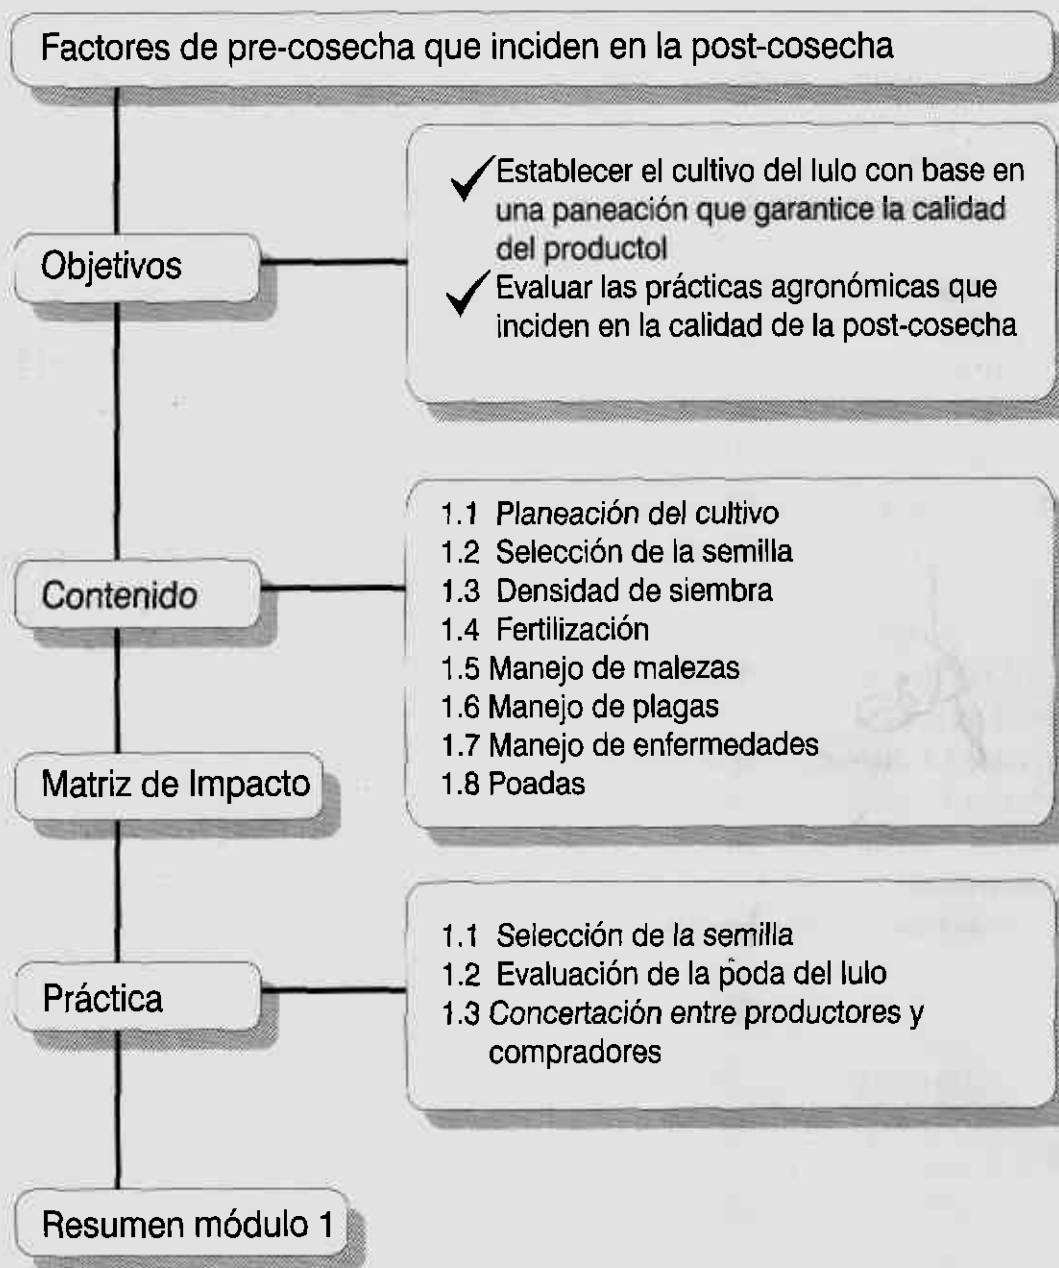 Factores de pre-cosecha que inciden en la post-cosecha
Objetivos
✓ Establecer el cultivo del lulo con base en
una paneación que garantice la calidad
del productol
✓ Evaluar las prácticas agronómicas que
inciden en la calidad de la post-cosecha
Contenido
1.1 Planeación del cultivo
1.2 Selección de la semilla
1.3 Densidad de siembra
1.4 Fertilización
1.5 Manejo de malezas
1.6 Manejo de plagas
1.7 Manejo de enfermedades
1.8 Poadas
Matriz de Impacto
Práctica
1.1 Selección de la semilla
1.2 Evaluación de la poda del lulo
1.3 Concertación entre productores y
compradores
Resumen módulo 1